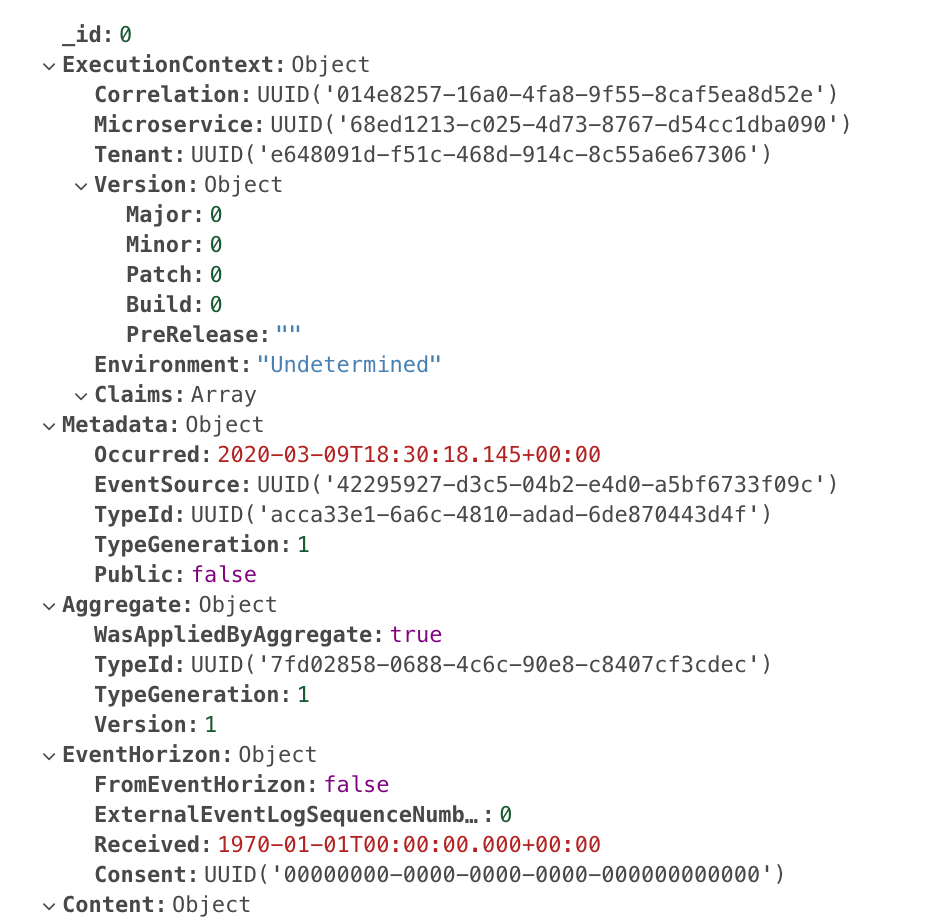 _id: 0
ExecutionContext: Object
Correlation: UUID('014e8257-16a0-4fa8-9f55-8caf5ea8d52e')
Microservice: UUID('68ed1213-c025-4d73-8767-d54cc1dba090')
Tenant: UUID('e648091d-f51c-468d-914c-8c55a6e67306')
Version: Object
Major: 0
Minor: 0
Patch: 0
Build: 0
PreRelease: ""
Environment: "Undetermined"
Claims: Array
Metadata: Object
Occurred: 2020-03-09T18:30:18.145+00:00
EventSource: UUID('42295927-d3c5-04b2-e4d0-a5bf6733f09c')
TypeId: UUID('acca33e1-6a6c-4810-adad-6de870443d4f')
TypeGeneration: 1
Public: false
Aggregate: Object
WasAppliedByAggregate: true
TypeId: UUID('7fd02858-0688-4c6c-90e8-c8407cf3cdec')
TypeGeneration: 1
Version: 1
EventHorizon: Object
FromEventHorizon: false
ExternalEventLogSequenceNumb… : 0
Received: 1970-01-01T00:00:00.000+00:00
Consent: UUID('00000000-0000-0000-0000-000000000000')
Content: Object